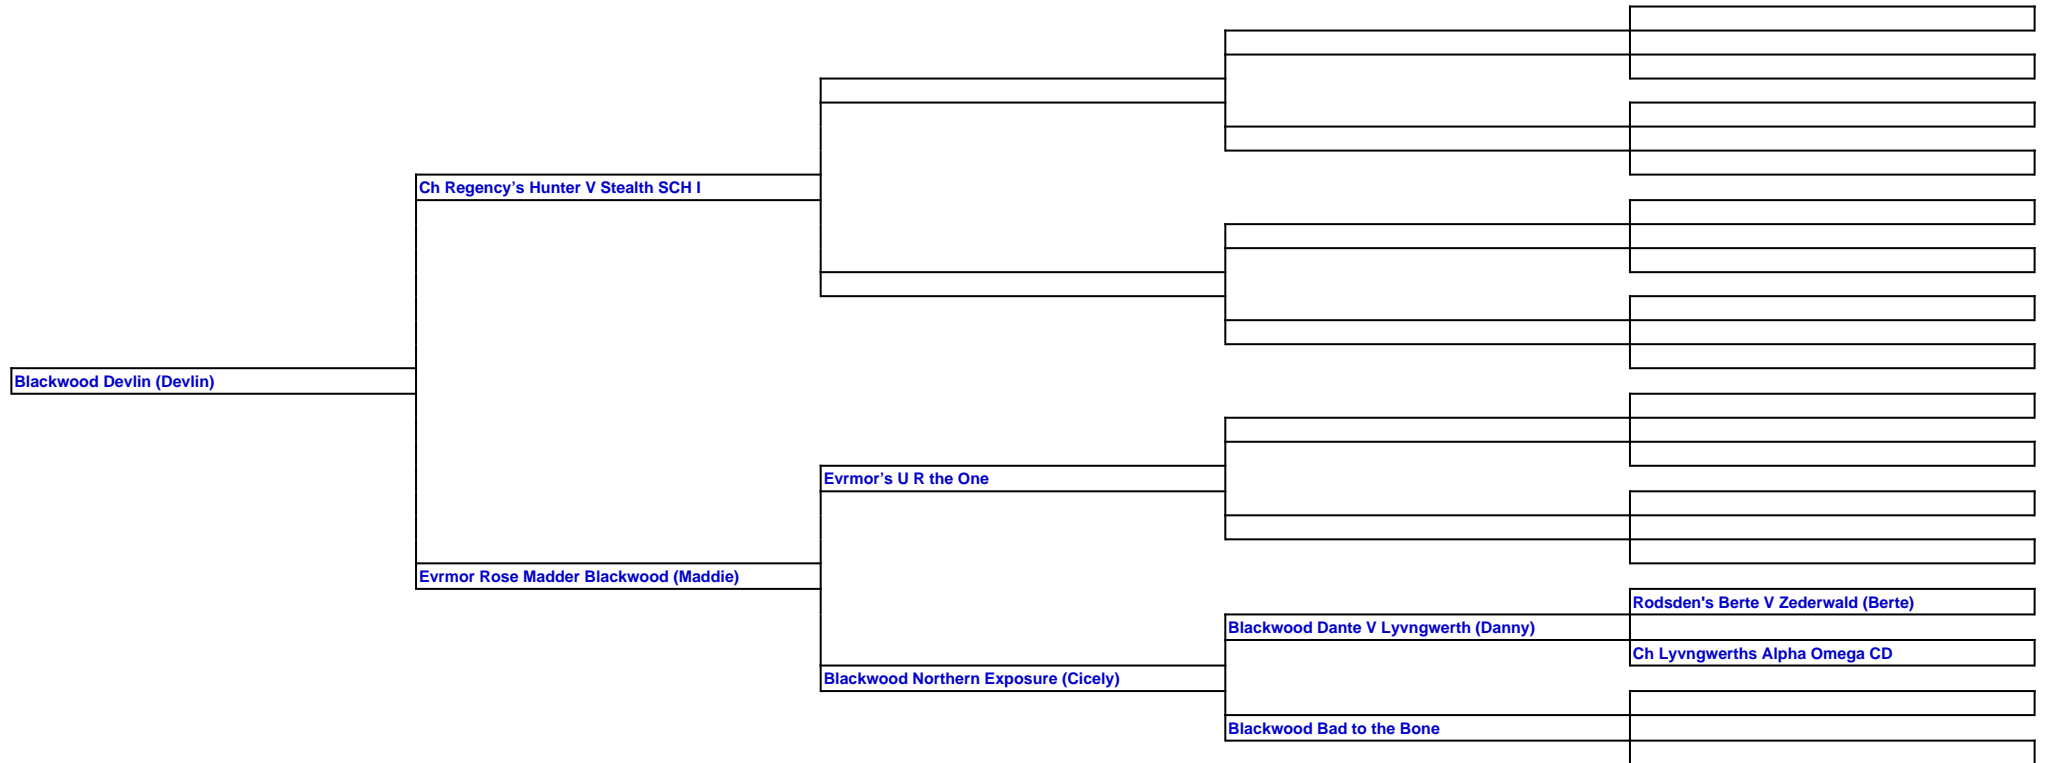 Ch Regency’s Hunter V Stealth SCH I
Blackwood Devlin (Devlin)
Evrmor’s U R the One
Evrmor Rose Madder Blackwood (Maddie)
Rodsden's Berte V Zederwald (Berte)
Blackwood Dante V Lyvngwerth (Danny)
Ch Lyvngwerths Alpha Omega CD
Blackwood Northern Exposure (Cicely)
Blackwood Bad to the Bone